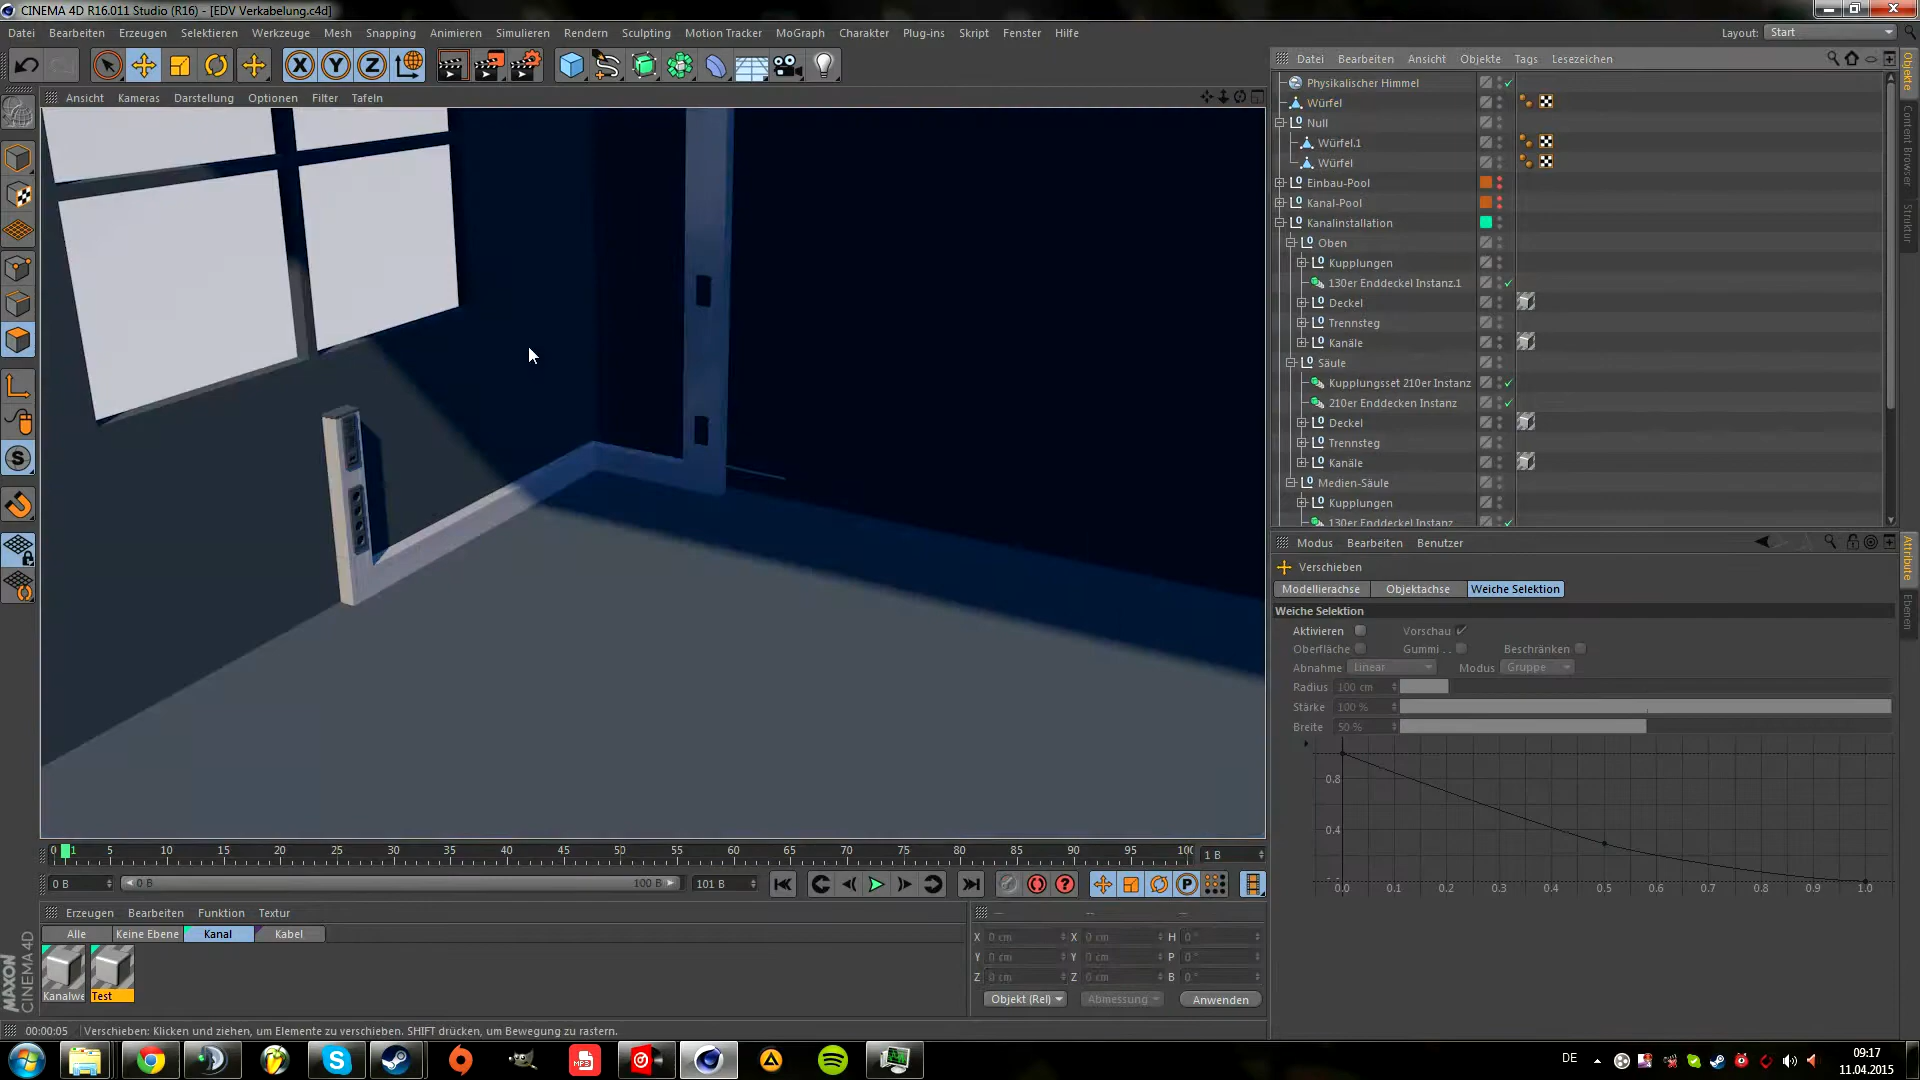 CINEMA 4D R16.011 Studio (R16) - [EDV Verkabelung.c4d]
Datei Bearbeiten Erzeugen Selektieren Werkzeuge Mesh Snapping Animieren Simulieren Rendern Sculpting Motion Tracker MoGraph Charakter Plug-ins Skript Fenster Hilfe Layout: Start
Ansicht Kameras Darstellung Optionen Filter Tafeln
Datei Bearbeiten Ansicht Objekte Tags Lesezeichen
Physikalischer Himmel
Würfel
Null
Würfel.1
Würfel
Einbau-Pool
Kanal-Pool
Kanalinstallation
Oben
Kupplungen
130er Enddeckel Instanz.1
Deckel
Trennsteg
Kanäle
Säule
Kupplungsset 210er Instanz
210er Enddecken Instanz
Deckel
Trennsteg
Kanäle
Medien-Säule
Kupplungen
130er Enddeckel Instanz
Objekte
Content Browser
Struktur
Modus Bearbeiten Benutzer
Verschieben
Modellierachse Objektachse Weiche Selektion
Weiche Selektion
Aktivieren Vorschau
Oberfläche Gummi . . Beschränken
Abnahme Linear Modus Gruppe
Radius 100 cm
Stärke 100 %
Breite 50 %
0.8
0.4
0.0 0.1 0.2 0.3 0.4 0.5 0.6 0.7 0.8 0.9 1.0
Attribute
Ebenen
0 1 5 10 15 20 25 30 35 40 45 50 55 60 65 70 75 80 85 90 95 100 1 B
0 B 0 B 100 B 101 B
Erzeugen Bearbeiten Funktion Textur
Alle Keine Ebene Kanal Kabel
Kanalwe Test
X 0 cm X 0 cm H 0 °
Y 0 cm Y 0 cm P 0 °
Z 0 cm Z 0 cm B 0 °
Objekt (Rel) Abmessung Anwenden
MAXON CINEMA 4D
00:00:05 Verschieben: Klicken und ziehen, um Elemente zu verschieben. SHIFT drücken, um Bewegung zu rastern.
MP3
DE
09:17
11.04.2015